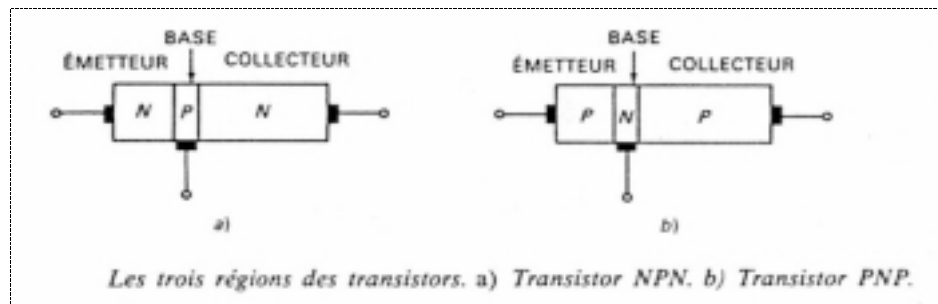 BASE
ÉMETTEUR COLLECTEUR
N P N
a)
BASE
ÉMETTEUR COLLECTEUR
P N P
b)
Les trois régions des transistors. a) Transistor NPN. b) Transistor PNP.